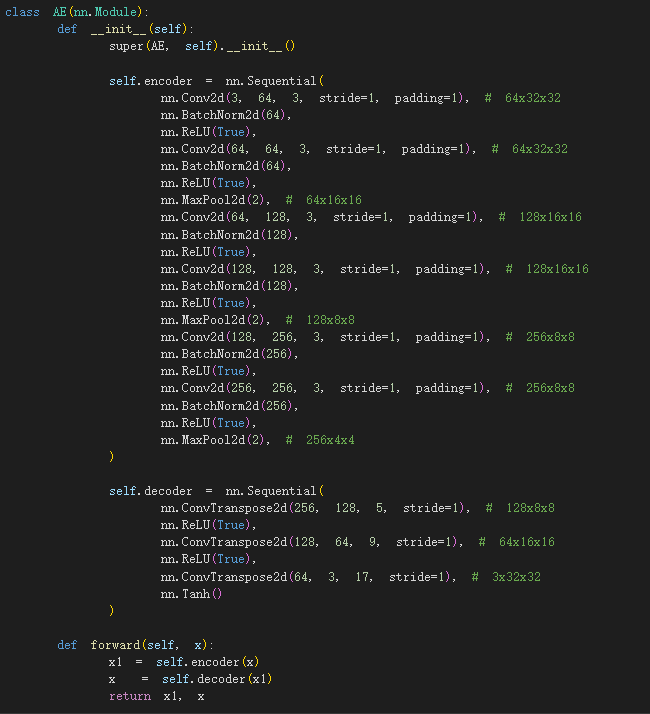 class AE(nn.Module):
    def __init__(self):
        super(AE, self).__init__()

        self.encoder = nn.Sequential(
            nn.Conv2d(3, 64, 3, stride=1, padding=1), # 64x32x32
            nn.BatchNorm2d(64),
            nn.ReLU(True),
            nn.Conv2d(64, 64, 3, stride=1, padding=1), # 64x32x32
            nn.BatchNorm2d(64),
            nn.ReLU(True),
            nn.MaxPool2d(2), # 64x16x16
            nn.Conv2d(64, 128, 3, stride=1, padding=1), # 128x16x16
            nn.BatchNorm2d(128),
            nn.ReLU(True),
            nn.Conv2d(128, 128, 3, stride=1, padding=1), # 128x16x16
            nn.BatchNorm2d(128),
            nn.ReLU(True),
            nn.MaxPool2d(2), # 128x8x8
            nn.Conv2d(128, 256, 3, stride=1, padding=1), # 256x8x8
            nn.BatchNorm2d(256),
            nn.ReLU(True),
            nn.Conv2d(256, 256, 3, stride=1, padding=1), # 256x8x8
            nn.BatchNorm2d(256),
            nn.ReLU(True),
            nn.MaxPool2d(2), # 256x4x4
        )

        self.decoder = nn.Sequential(
            nn.ConvTranspose2d(256, 128, 5, stride=1), # 128x8x8
            nn.ReLU(True),
            nn.ConvTranspose2d(128, 64, 9, stride=1), # 64x16x16
            nn.ReLU(True),
            nn.ConvTranspose2d(64, 3, 17, stride=1), # 3x32x32
            nn.Tanh()
        )

    def forward(self, x):
        x1 = self.encoder(x)
        x  = self.decoder(x1)
        return x1, x